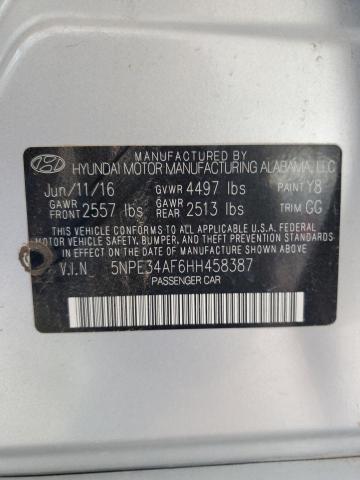 MANUFACTURED BY
HYUNDAI MOTOR MANUFACTURING ALABAMA, LLC
Jun/11/16 GVWR 4497 lbs PAINT Y8
GAWR FRONT 2557 lbs GAWR REAR 2513 lbs TRIM GG
THIS VEHICLE CONFORMS TO ALL APPLICABLE U.S.A. FEDERAL
MOTOR VEHICLE SAFETY, BUMPER, AND THEFT PREVENTION STANDARDS
IN EFFECT ON THE DATE OF MANUFACTURE SHOWN ABOVE.
V.I.N 5NPE34AF6HH458387
PASSENGER CAR